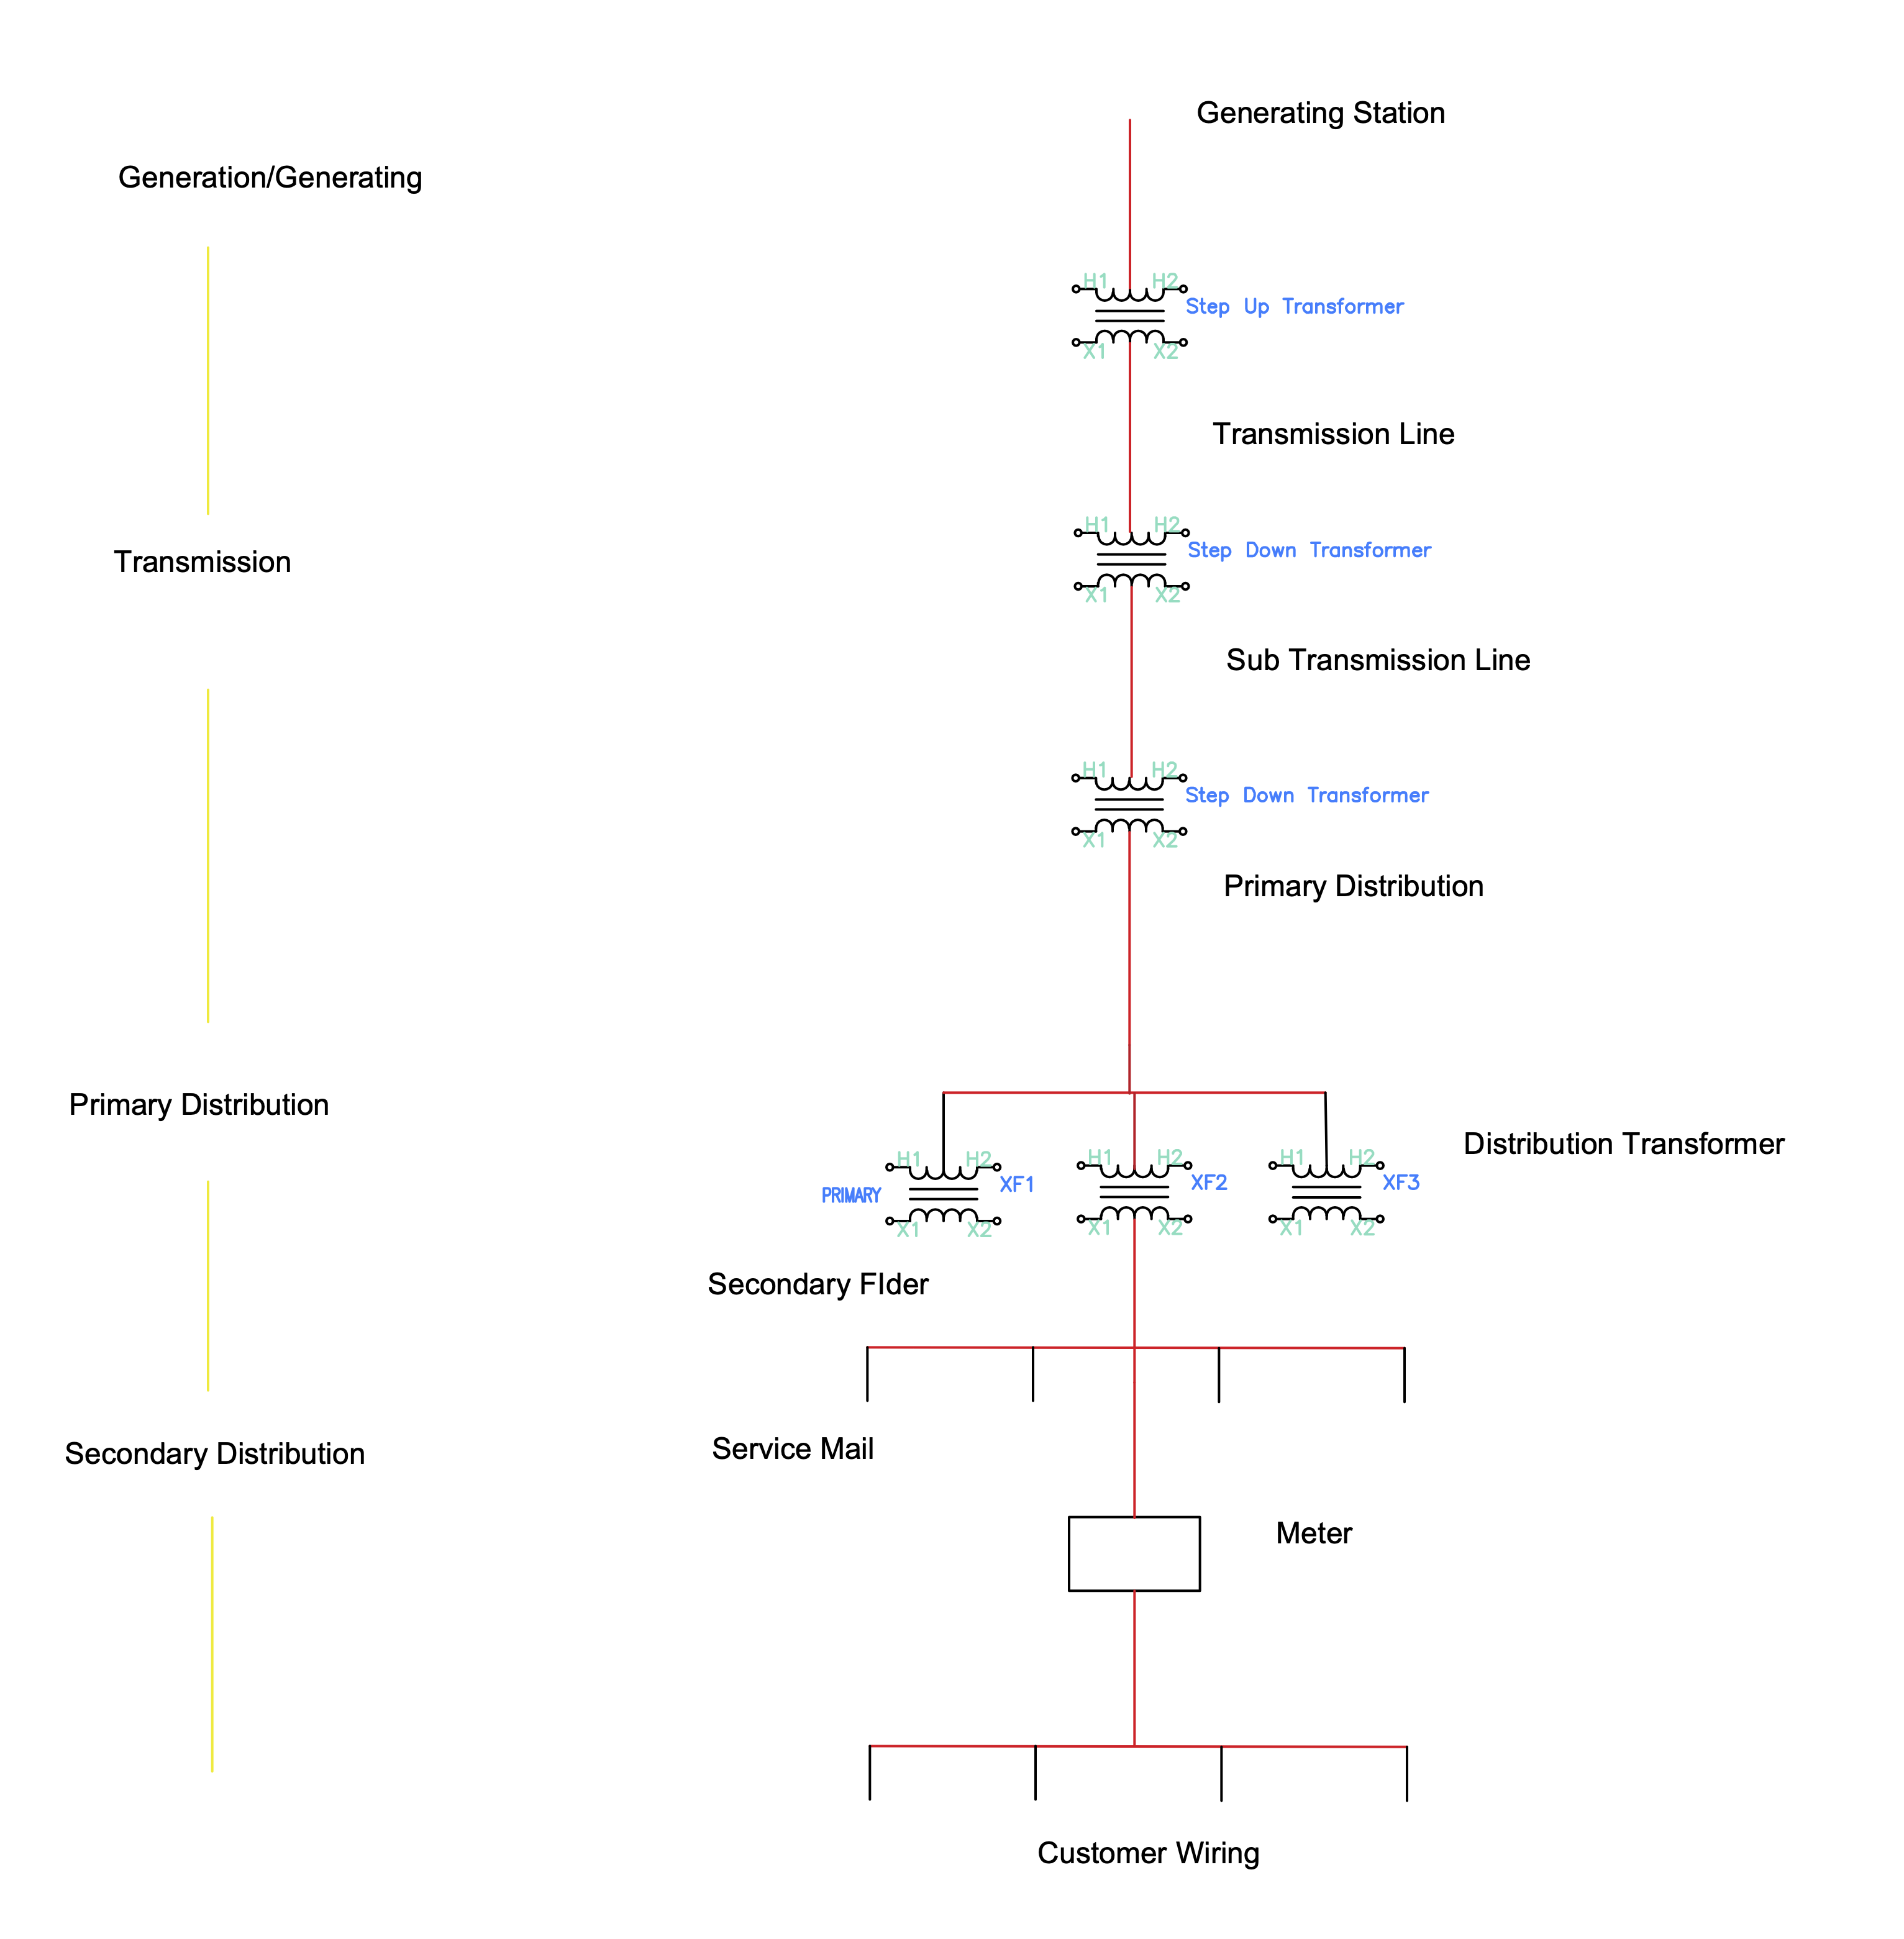 Generating Station
Generation/Generating
H1 H2
Step Up Transformer
X1 X2
Transmission Line
H1 H2
Step Down Transformer
Transmission
X1 X2
Sub Transmission Line
H1 H2
Step Down Transformer
X1 X2
Primary Distribution
Primary Distribution
Distribution Transformer
H1 H2
H1 H2
H1 H2
PRIMARY
XF1
XF2
XF3
X1 X2
X1 X2
X1 X2
Secondary FIder
Service Mail
Secondary Distribution
Meter
Customer Wiring